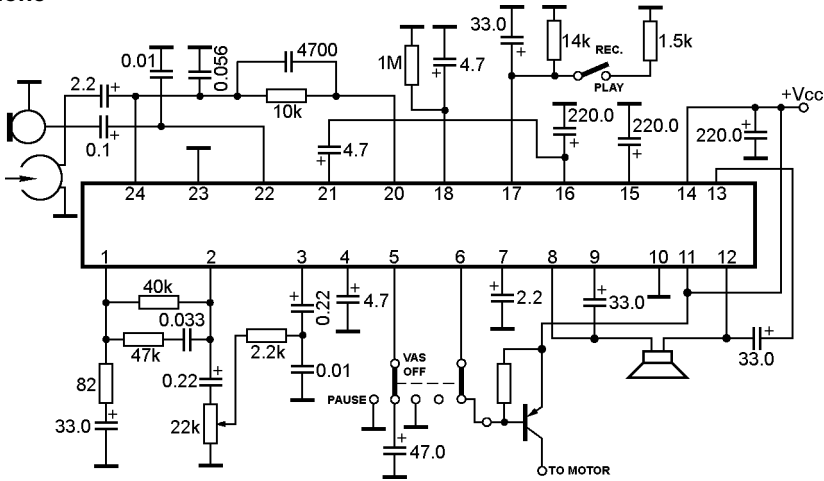 33.0
14k
REC.
PLAY
1.5k
1M
4.7
4700
0.01
0.056
2.2
10k
0.1
4.7
220.0
220.0
220.0
+Vcc
24 23 22 21 20 18 17 16 15 14 13
1 2 3 4 5 6 7 8 9 10 11 12
40k
0.033
47k
82
33.0
0.22
22k
2.2k
0.22
0.01
4.7
VAS
OFF
PAUSE
47.0
2.2
33.0
33.0
TO MOTOR